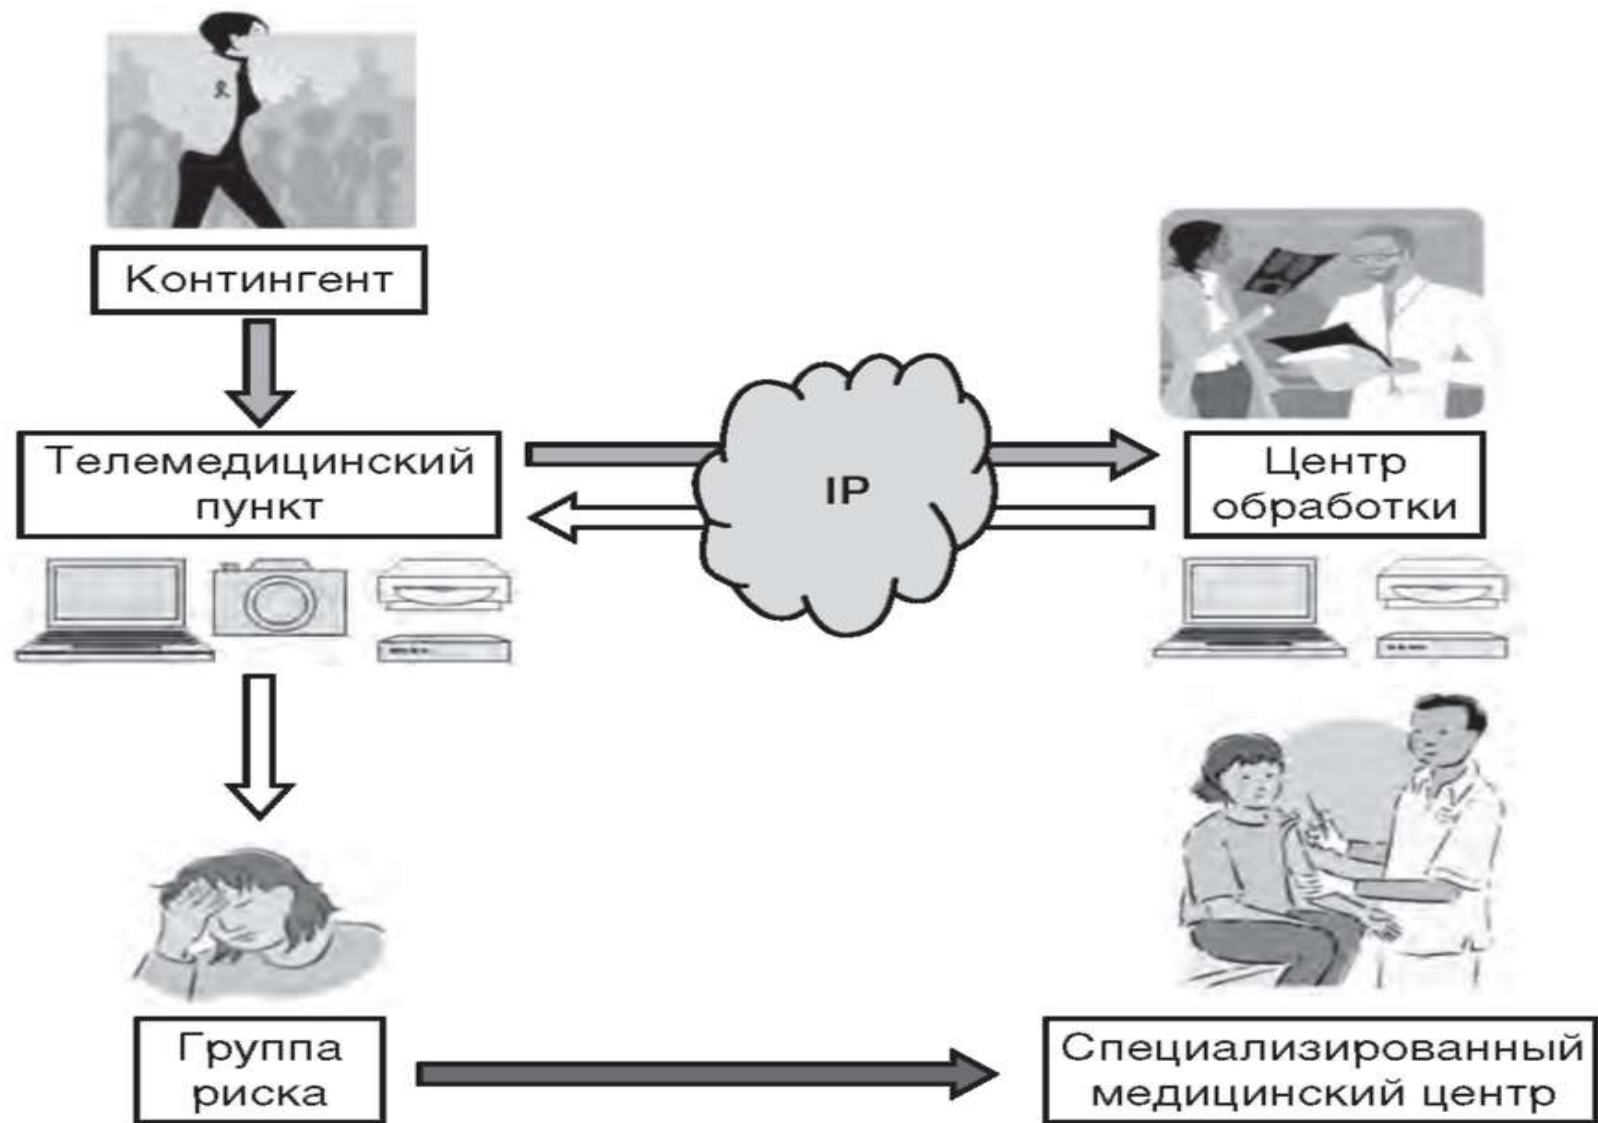 Контингент
Телемедицинский
пункт
IP
Центр
обработки
Группа
риска
Специализированный
медицинский центр